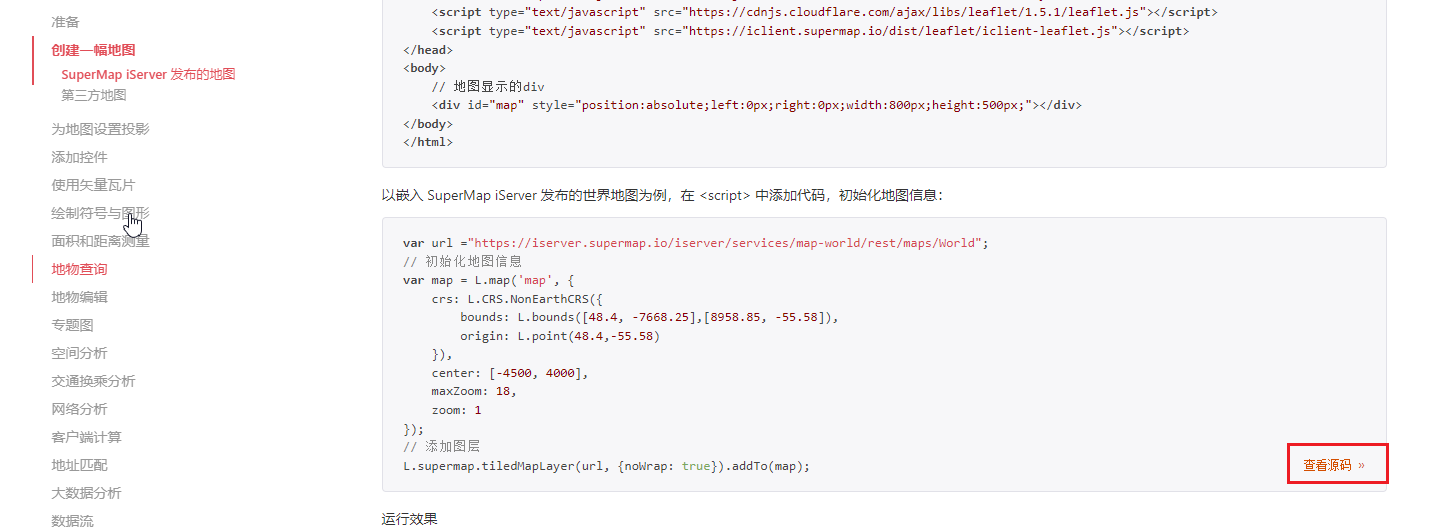 准备
创建一幅地图
SuperMap iServer 发布的地图
第三方地图
为地图设置投影
添加控件
使用矢量瓦片
绘制符号与图形
面积和距离测量
地物查询
地物编辑
专题图
空间分析
交通换乘分析
网络分析
客户端计算
地址匹配
大数据分析
数据流
<script type="text/javascript" src="https://cdnjs.cloudflare.com/ajax/libs/leaflet/1.5.1/leaflet.js"></script>
<script type="text/javascript" src="https://iclient.supermap.io/dist/leaflet/iclient-leaflet.js"></script>
</head>
<body>
// 地图显示的div
<div id="map" style="position:absolute;left:0px;right:0px;width:800px;height:500px;"></div>
</body>
</html>
以嵌入 SuperMap iServer 发布的世界地图为例，在 <script> 中添加代码，初始化地图信息：
var url ="https://iserver.supermap.io/iserver/services/map-world/rest/maps/World";
// 初始化地图信息
var map = L.map('map', {
crs: L.CRS.NonEarthCRS({
bounds: L.bounds([48.4, -7668.25],[8958.85, -55.58]),
origin: L.point(48.4,-55.58)
}),
center: [-4500, 4000],
maxZoom: 18,
zoom: 1
});
// 添加图层
L.supermap.tiledMapLayer(url, {noWrap: true}).addTo(map);
查看源码 »
运行效果